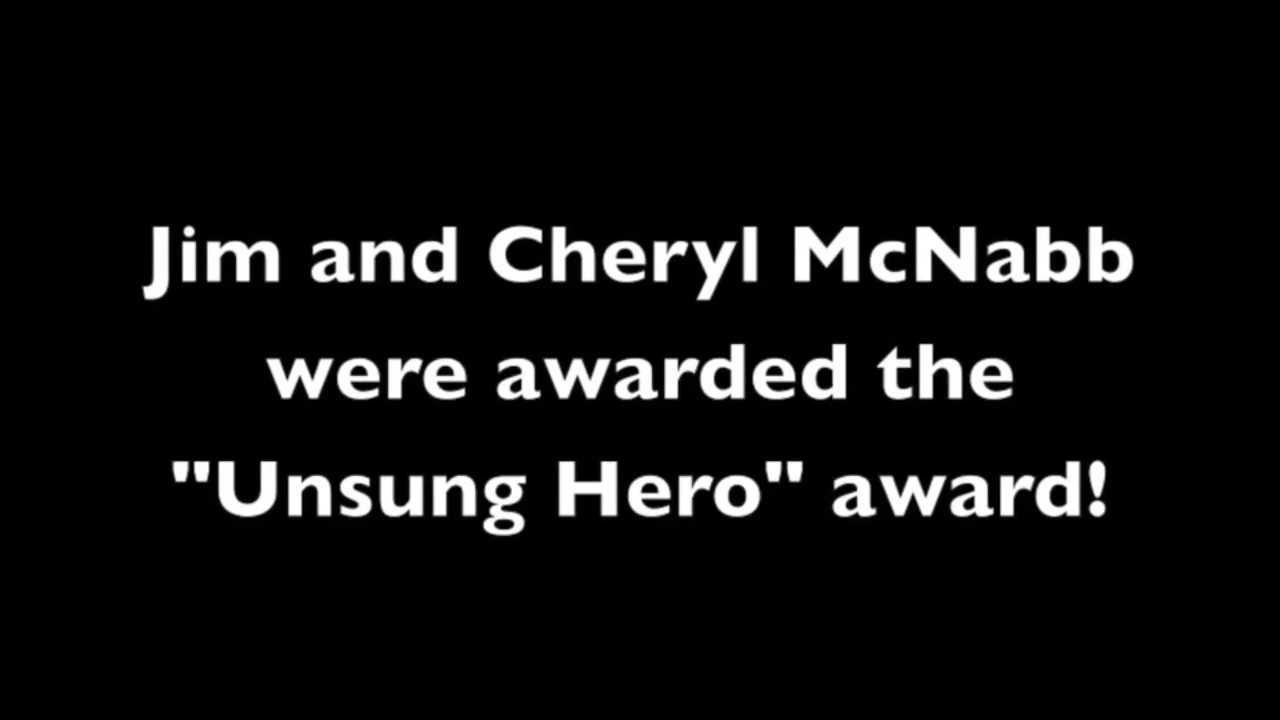 Jim and Cheryl McNabb
were awarded the
"Unsung Hero" award!